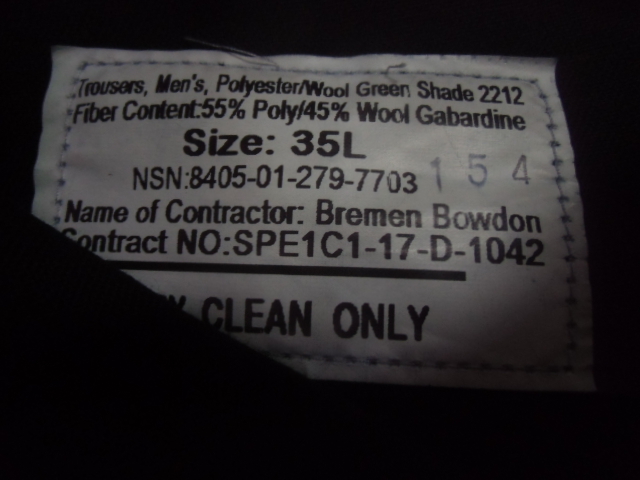 Trousers, Men's, Polyester/Wool Green Shade 2212
Fiber Content:55% Poly/45% Wool Gabardine
Size: 35L
NSN:8405-01-279-7703 154
Name of Contractor: Bremen Bowdon
Contract NO:SPE1C1-17-D-1042
CLEAN ONLY